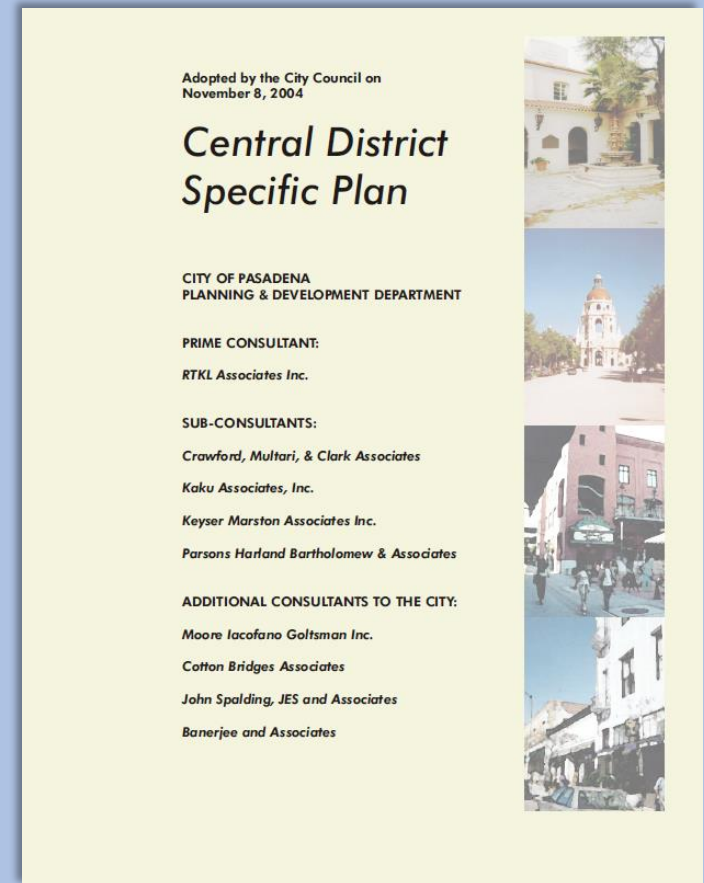 Adopted by the City Council on
November 8, 2004
Central District
Specific Plan
CITY OF PASADENA
PLANNING & DEVELOPMENT DEPARTMENT
PRIME CONSULTANT:
RTKL Associates Inc.
SUB-CONSULTANTS:
Crawford, Multari, & Clark Associates
Kaku Associates, Inc.
Keyser Marston Associates Inc.
Parsons Harland Bartholomew & Associates
ADDITIONAL CONSULTANTS TO THE CITY:
Moore Iacofano Goltsman Inc.
Cotton Bridges Associates
John Spalding, JES and Associates
Banerjee and Associates